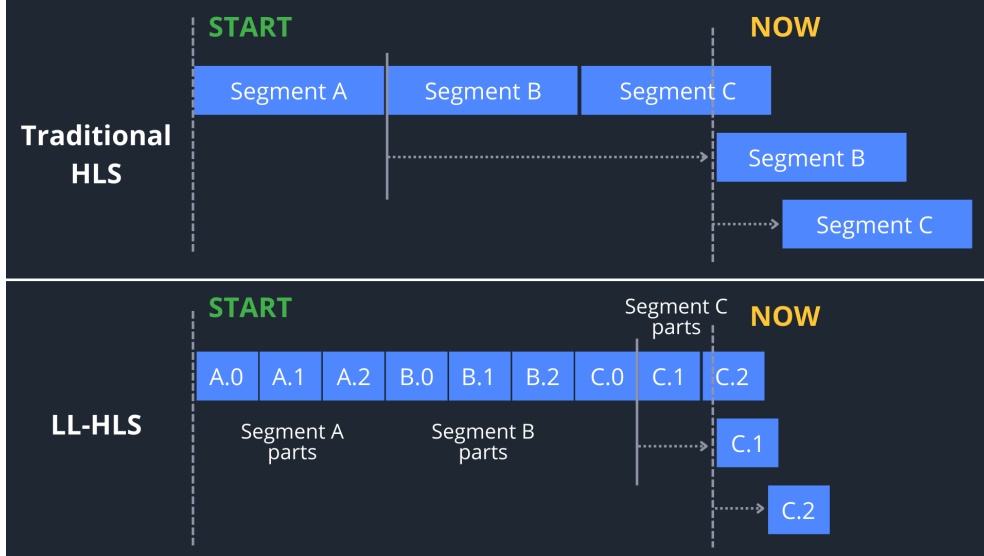 START
NOW
Segment A
Segment B
Segment C
Traditional
HLS
Segment B
Segment C
START
Segment C
parts
NOW
A.0
A.1
A.2
B.0
B.1
B.2
C.0
C.1
C.2
LL-HLS
Segment A
parts
Segment B
parts
C.1
C.2